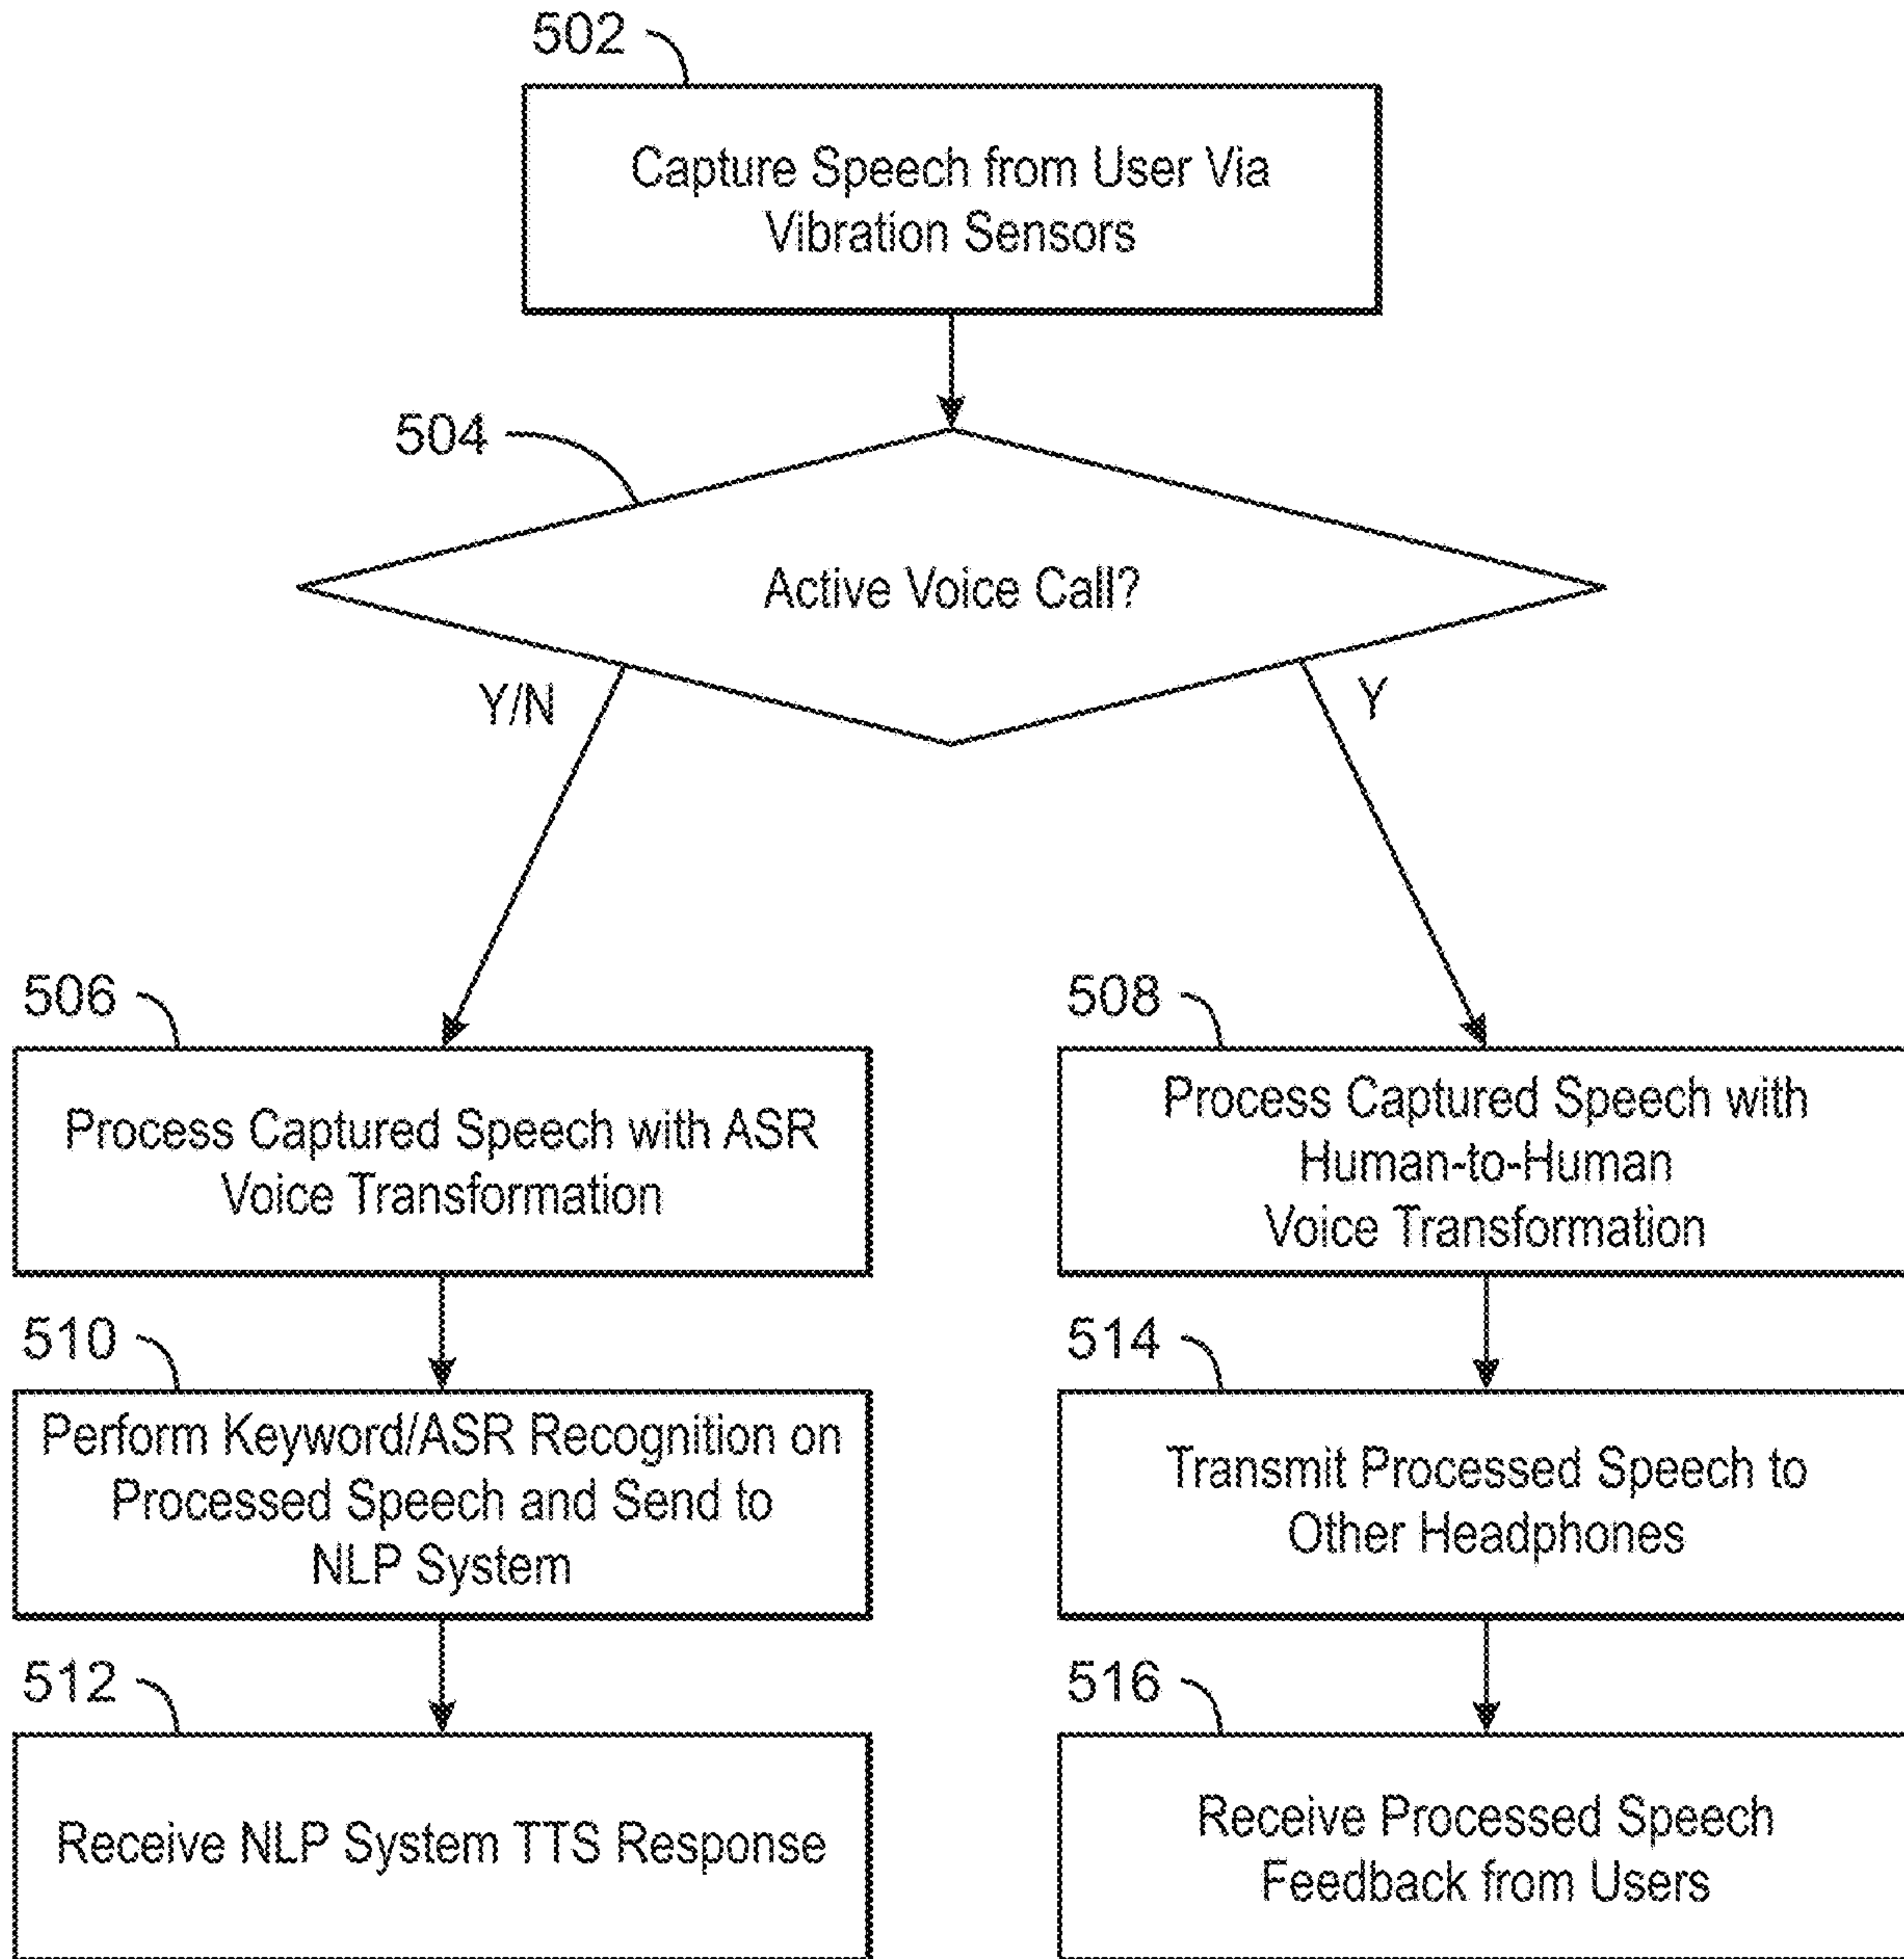 502
Capture Speech from User Via
Vibration Sensors
504
Active Voice Call?
Y/N
Y
506
Process Captured Speech with ASR
Voice Transformation
508
Process Captured Speech with
Human-to-Human
Voice Transformation
510
Perform Keyword/ASR Recognition on
Processed Speech and Send to
NLP System
514
Transmit Processed Speech to
Other Headphones
512
Receive NLP System TTS Response
516
Receive Processed Speech
Feedback from Users